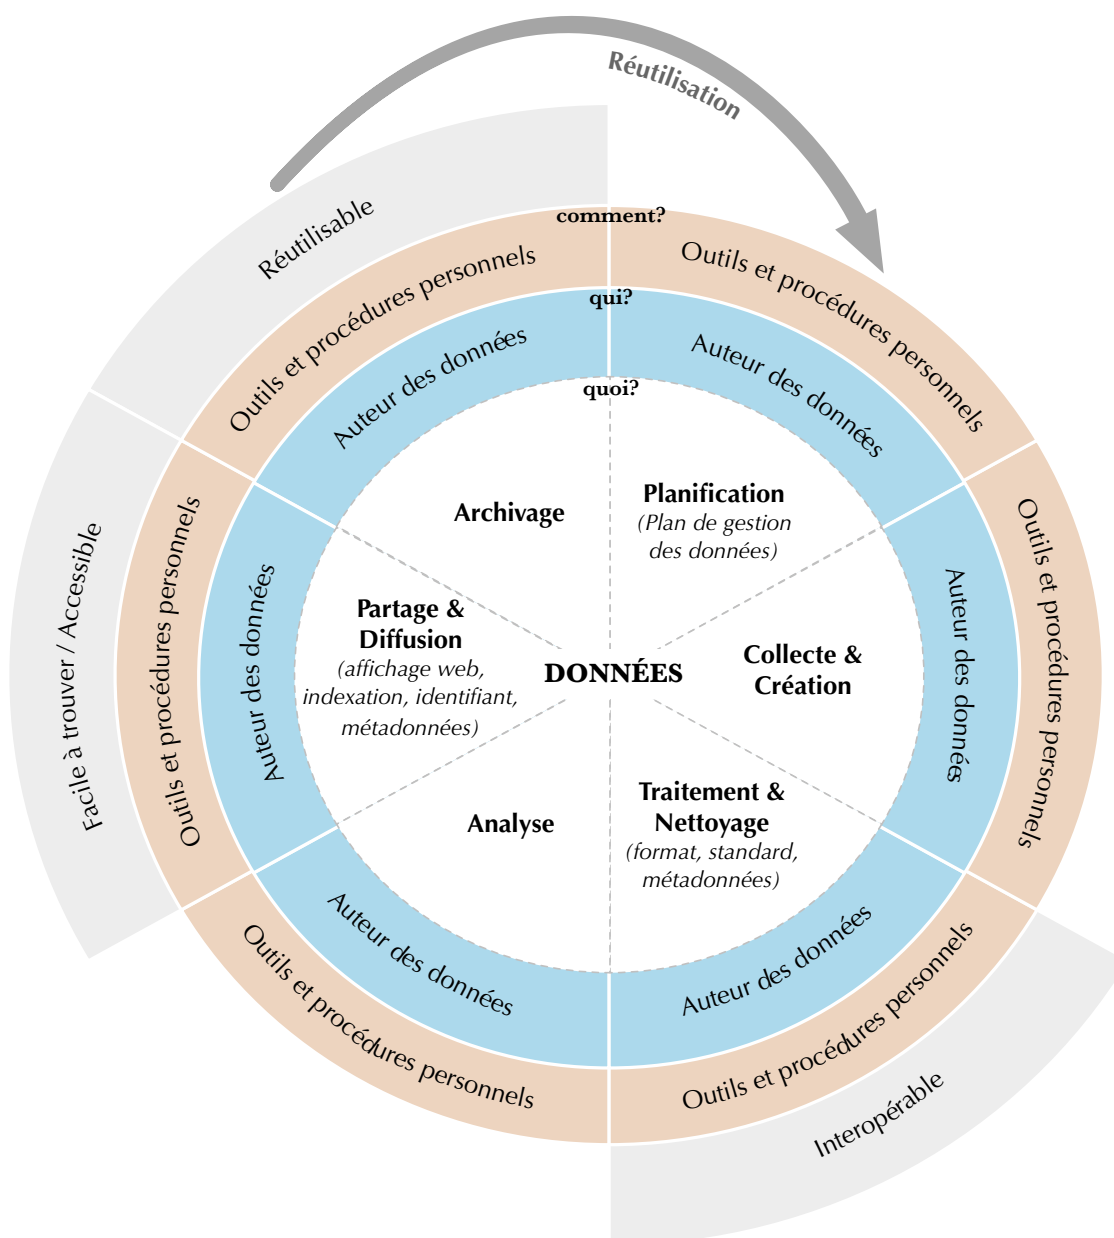 Réutilisation
Réutilisable
comment?
Outils et procédures personnels
Outils et procédures personnels
qui?
Auteur des données
Auteur des données
quoi?
Archivage
Planification
(Plan de gestion
des données)
Facile à trouver / Accessible
Outils et procédures personnels
Auteur des données
Partage &
Diffusion
(affichage web,
indexation, identifiant,
métadonnées)
DONNÉES
Collecte &
Création
Auteur des données
Outils et procédures personnels
Analyse
Traitement &
Nettoyage
(format, standard,
métadonnées)
Auteur des données
Auteur des données
Outils et procédures personnels
Outils et procédures personnels
Interopérable